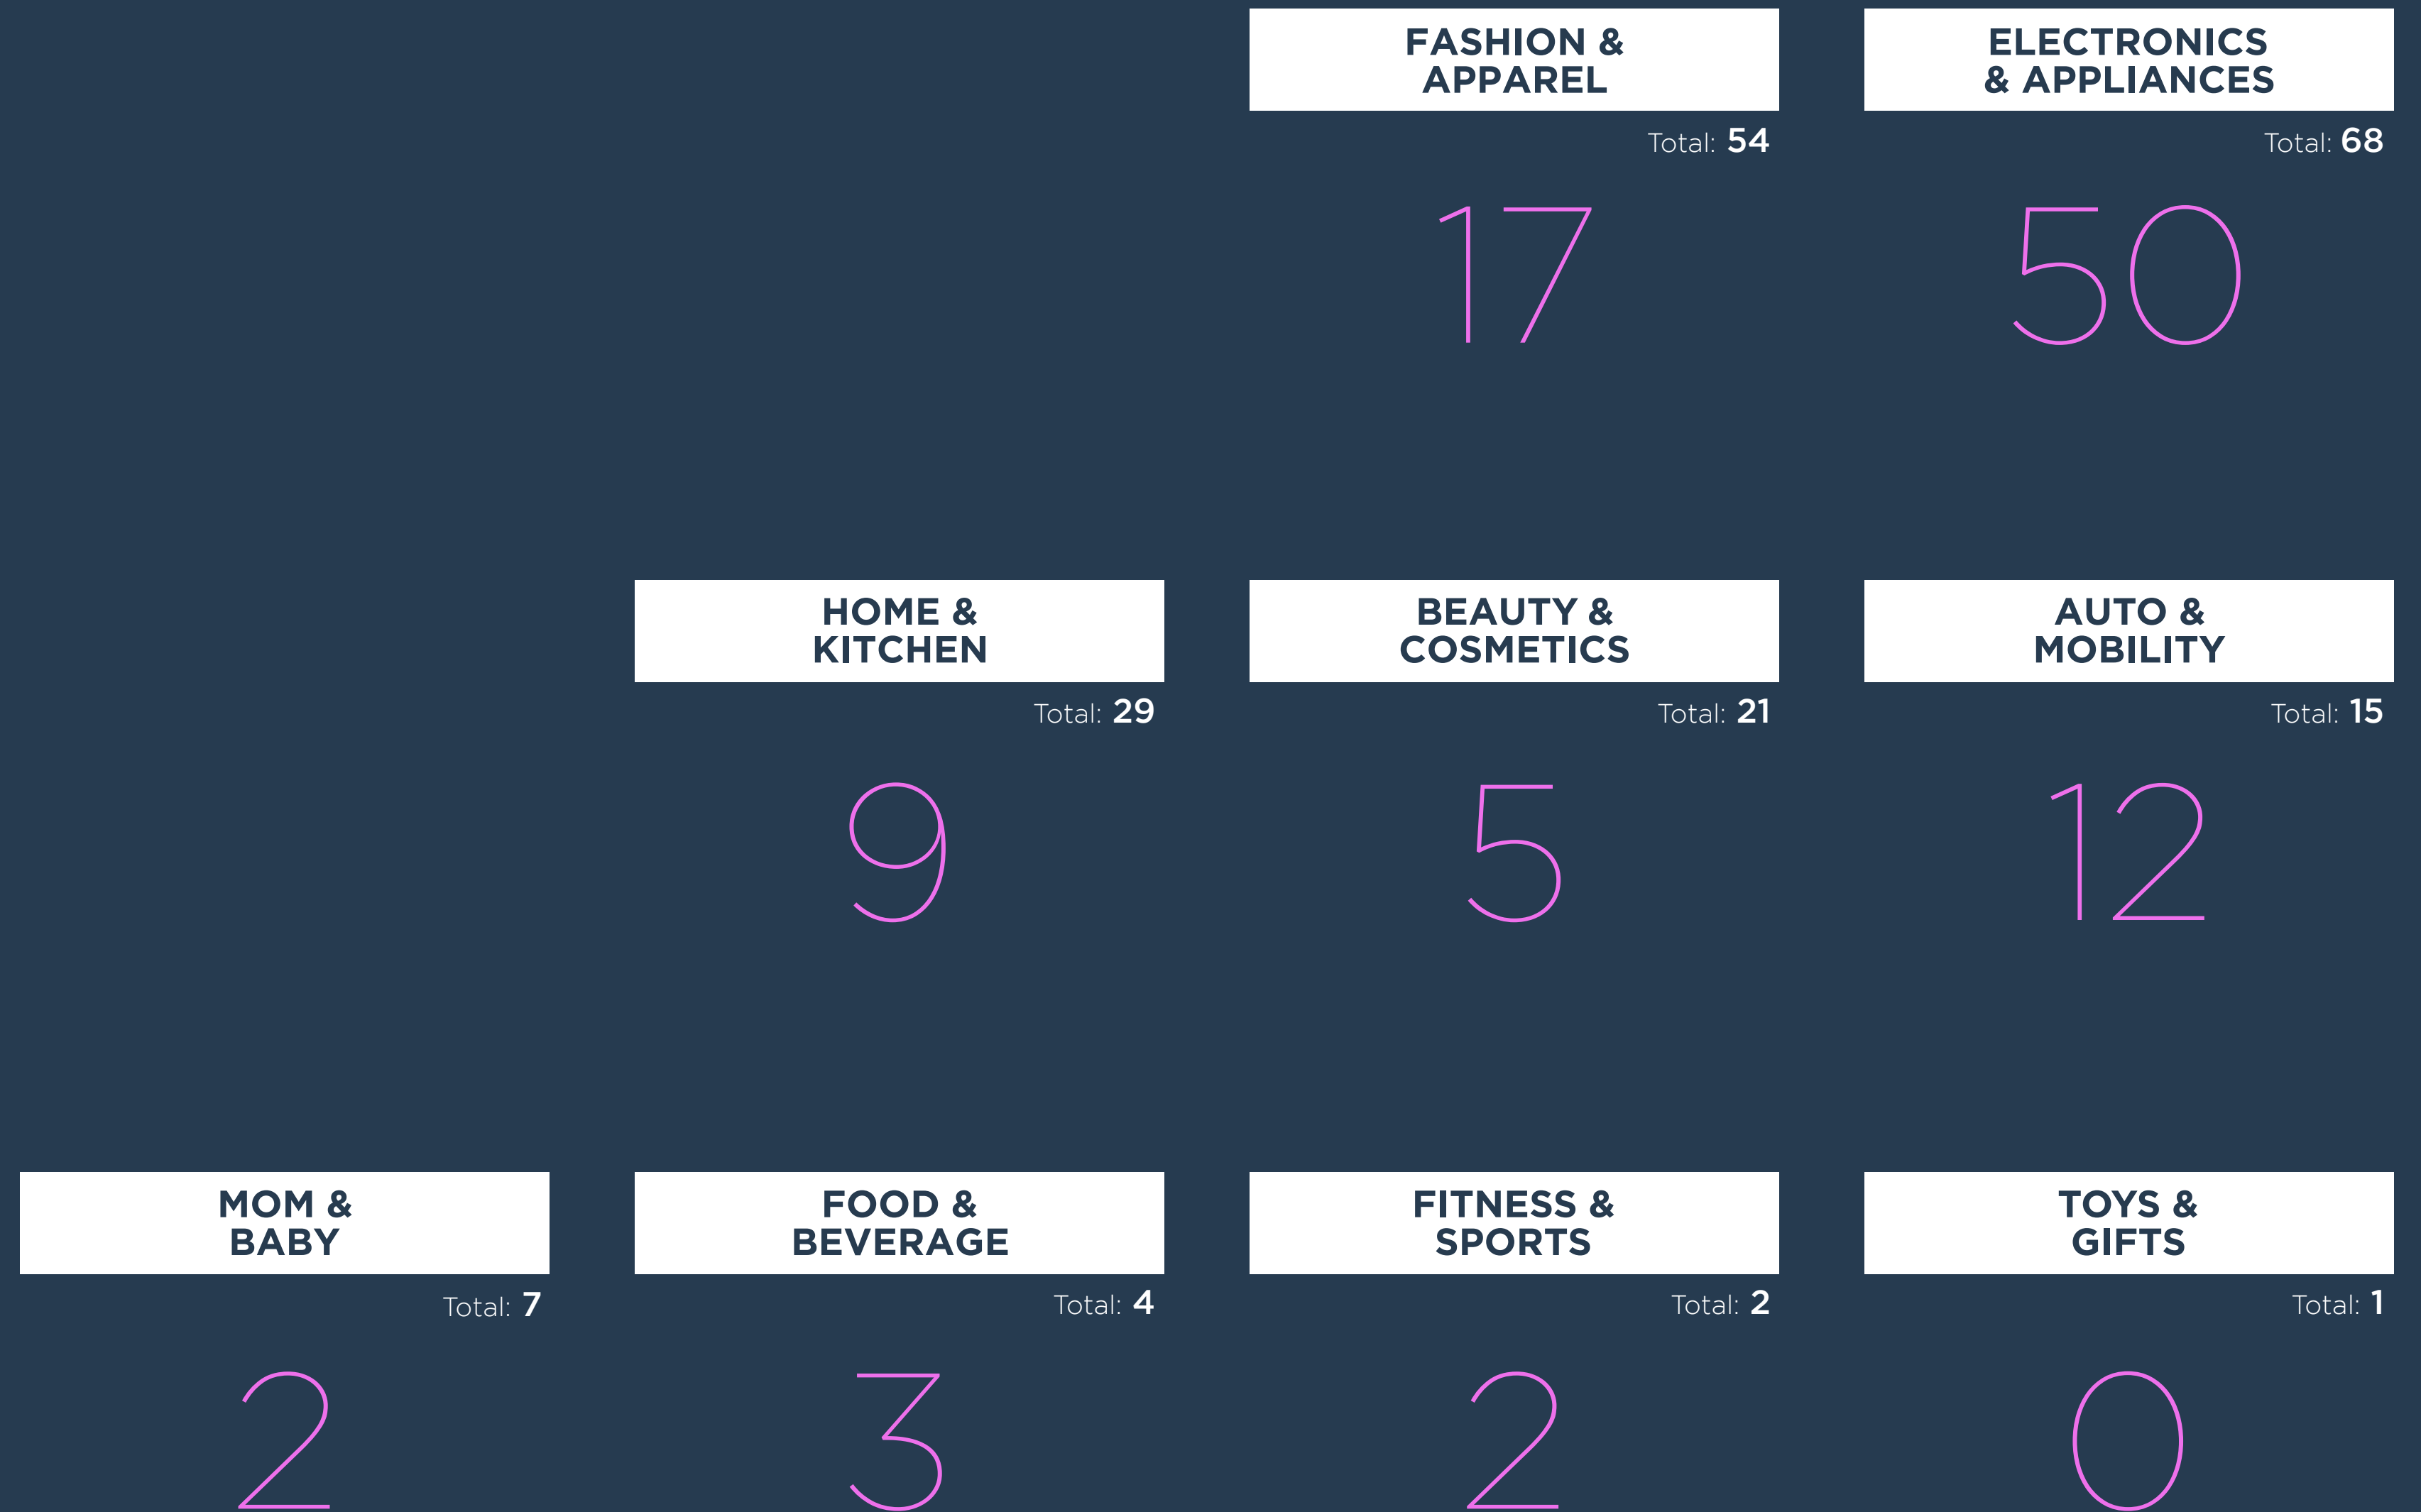 FASHION &
APPAREL
Total: 54
17
ELECTRONICS
& APPLIANCES
Total: 68
50
HOME &
KITCHEN
Total: 29
9
BEAUTY &
COSMETICS
Total: 21
5
AUTO &
MOBILITY
Total: 15
12
MOM &
BABY
Total: 7
2
FOOD &
BEVERAGE
Total: 4
3
FITNESS &
SPORTS
Total: 2
2
TOYS &
GIFTS
Total: 1
0